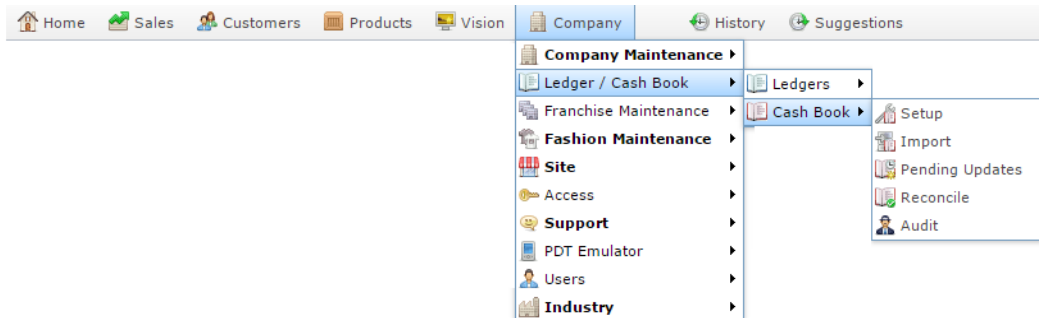 Home Sales Customers Products Vision Company History Suggestions
Company Maintenance
Ledger / Cash Book
Franchise Maintenance
Fashion Maintenance
Site
Access
Support
PDT Emulator
Users
Industry
Ledgers
Cash Book
Setup
Import
Pending Updates
Reconcile
Audit